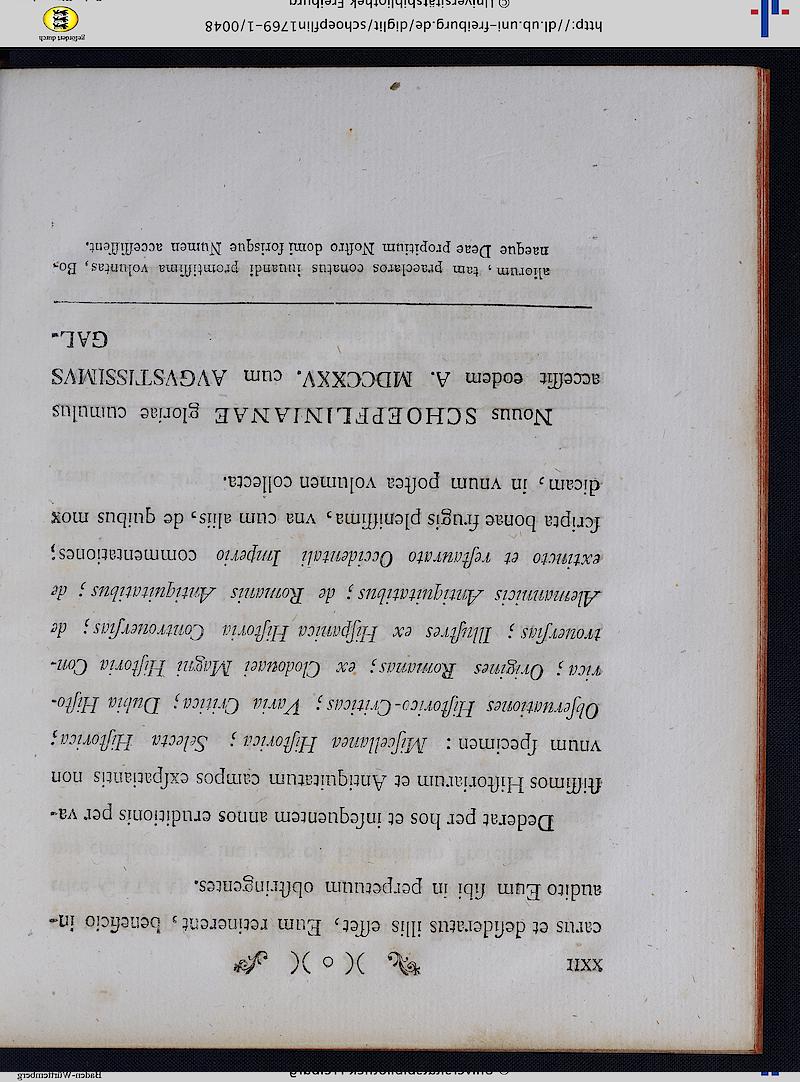 XXII )( o )(
carus et deſideratus illis eſſet, Eum retinerent, beneficio in-
audito Eum ſibi in perpetuum obſtringentes.
Dederat per hos et inſequentem annos eruditionis per va-
ſtiſſimos Hiſtoriarum et Antiquitatum campos exſpatiantis non
vnum ſpecimen: Miſcellanea Hiſtorica; Selecta Hiſtorica;
Obſeruationes Hiſtorico-Criticas; Varia Critica; Dubia Hiſto-
rica; Origines Romanas; ex Clodouaei Magni Hiſtoria Con-
trouerſias; Illuſtres ex Hiſpanica Hiſtoria Controuerſias; de
Alemannicis Antiquitatibus; de Romanis Antiquitatibus; de
extincto et reſtaurato Occidentali Imperio commentationes;
ſcripta bonae frugis pleniſſima, vna cum aliis, de quibus mox
dicam, in vnum poſtea volumen collecta.
Nouus SCHOEPFLINIANAE gloriae cumulus
acceſſit eodem A. MDCCXXV. cum AVGVSTISSIMVS
GAL-
aliorum, tam praeclaros conatus iuuandi promtiſſima voluntas, Bo-
naeque Deae propitium Noſtro domi forisque Numen acceſſiſſent.
http://dl.ub.uni-freiburg.de/diglit/schoepflin1769-1/0048
© Universitätsbibliothek Freiburg
gefördert durch
Baden-Württemberg